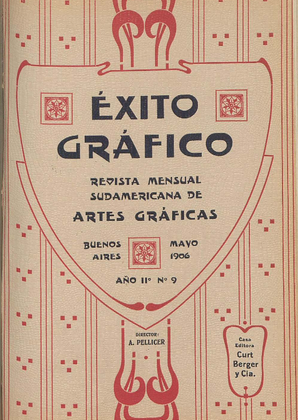 ÉXITO
GRÁFICO
REVISTA MENSUAL
SUDAMERICANA DE
ARTES GRÁFICAS
BUENOS
AIRES
MAYO
1906
AÑO IIº Nº 9
DIRECTOR:
A. PELLICER
Casa
Editora
Curt
Berger
y Cia.